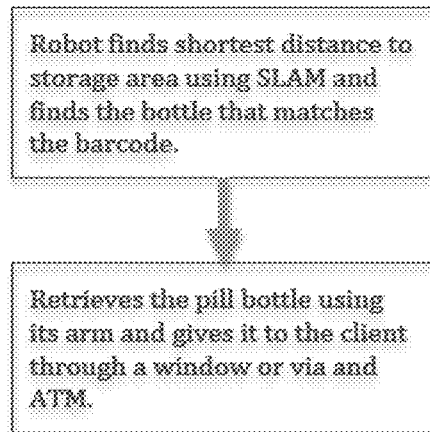 Robot finds shortest distance to
storage area using SLAM and
finds the bottle that matches
the barcode.
Retrieves the pill bottle using
its arm and gives it to the client
through a window or via and
ATM.